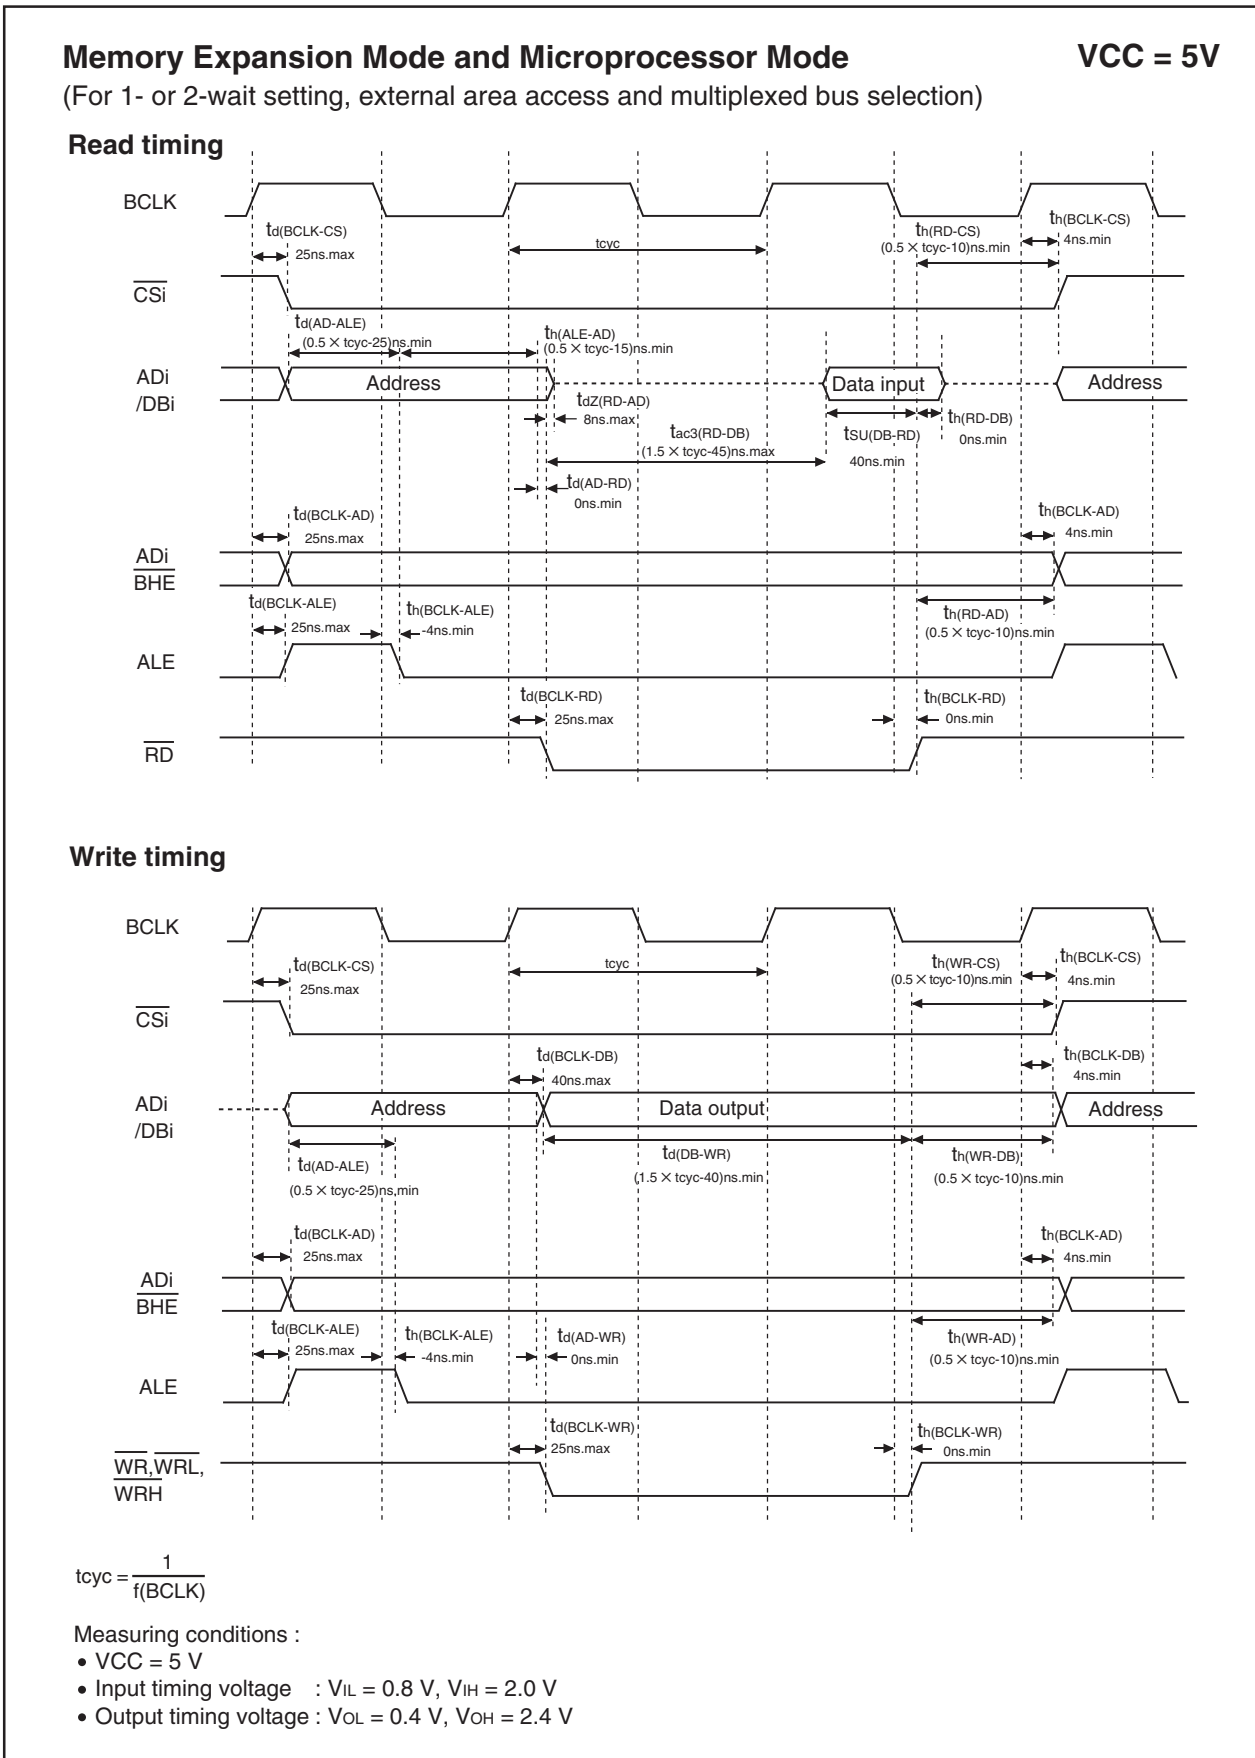 Memory Expansion Mode and Microprocessor Mode VCC = 5V
(For 1- or 2-wait setting, external area access and multiplexed bus selection)
Read timing
BCLK
td(BCLK-CS)
25ns.max
tcyc
th(RD-CS)
(0.5 × tcyc-10)ns.min
th(BCLK-CS)
4ns.min
CSi
td(AD-ALE)
(0.5 × tcyc-25)ns.min
th(ALE-AD)
(0.5 × tcyc-15)ns.min
ADi
/DBi
Address
Data input
Address
tdZ(RD-AD)
8ns.max
tac3(RD-DB)
(1.5 × tcyc-45)ns.max
tSU(DB-RD)
40ns.min
th(RD-DB)
0ns.min
td(AD-RD)
0ns.min
td(BCLK-AD)
25ns.max
th(BCLK-AD)
4ns.min
ADi
BHE
td(BCLK-ALE)
25ns.max
th(BCLK-ALE)
-4ns.min
th(RD-AD)
(0.5 × tcyc-10)ns.min
ALE
td(BCLK-RD)
25ns.max
th(BCLK-RD)
0ns.min
RD
Write timing
BCLK
td(BCLK-CS)
25ns.max
tcyc
th(WR-CS)
(0.5 × tcyc-10)ns.min
th(BCLK-CS)
4ns.min
CSi
td(BCLK-DB)
40ns.max
th(BCLK-DB)
4ns.min
ADi
/DBi
Address
Data output
Address
td(AD-ALE)
(0.5 × tcyc-25)ns.min
td(DB-WR)
(1.5 × tcyc-40)ns.min
th(WR-DB)
(0.5 × tcyc-10)ns.min
td(BCLK-AD)
25ns.max
th(BCLK-AD)
4ns.min
ADi
BHE
td(BCLK-ALE)
25ns.max
th(BCLK-ALE)
-4ns.min
td(AD-WR)
0ns.min
th(WR-AD)
(0.5 × tcyc-10)ns.min
ALE
td(BCLK-WR)
25ns.max
th(BCLK-WR)
0ns.min
WR,WRL,
WRH
tcyc = 1
f(BCLK)
Measuring conditions :
• VCC = 5 V
• Input timing voltage : VIL = 0.8 V, VIH = 2.0 V
• Output timing voltage : VOL = 0.4 V, VOH = 2.4 V